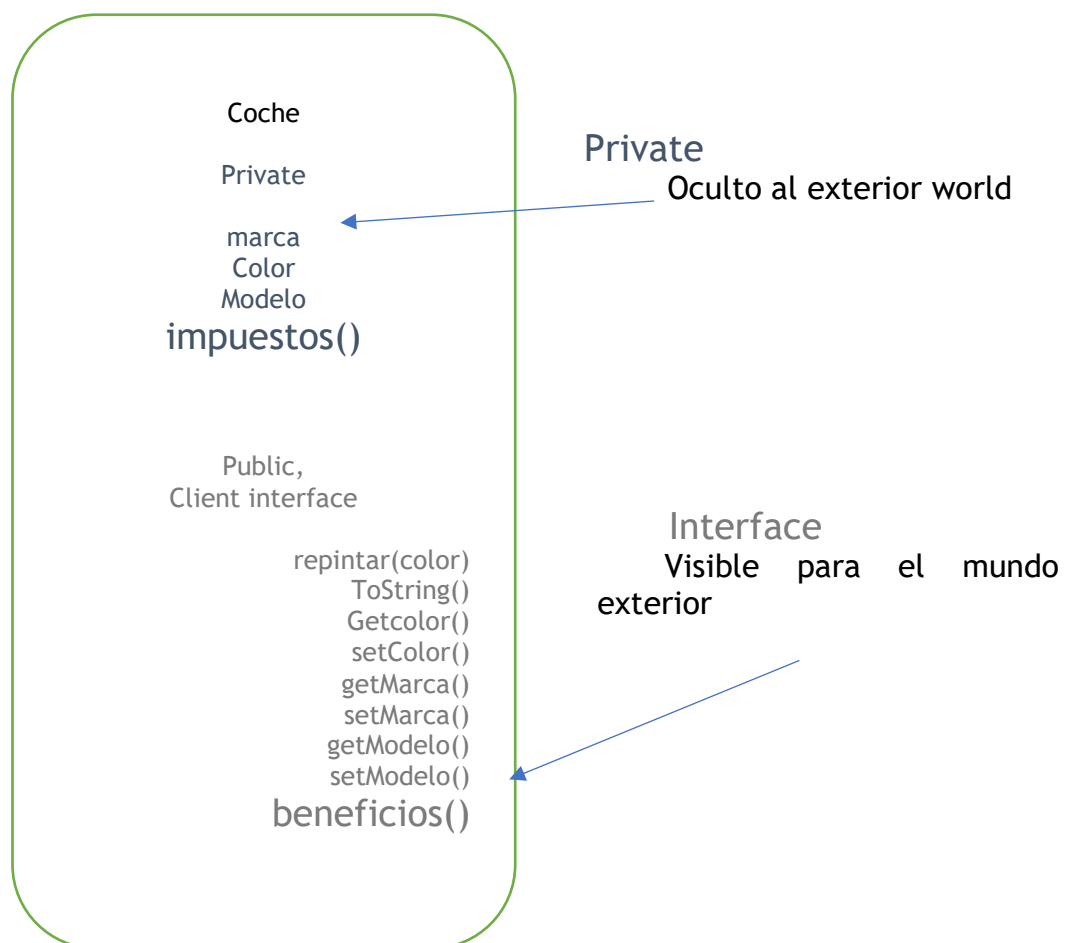 Coche
Private
marca
Color
Modelo
impuestos()
Public,
Client interface
repintar(color)
ToString()
Getcolor()
setColor()
getMarca()
setMarca()
getModelo()
setModelo()
beneficios()
Private
Oculto al exterior world
Interface
Visible para el mundo
exterior